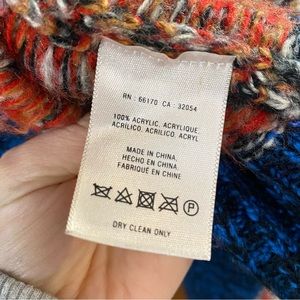 RN : 66170 CA : 32054
100% ACRYLIC, ACRYLIQUE,
ACRÍLICO, ACRILICO, ACRYL
MADE IN CHINA,
HECHO EN CHINA,
FABRIQUÉ EN CHINE
P
DRY CLEAN ONLY